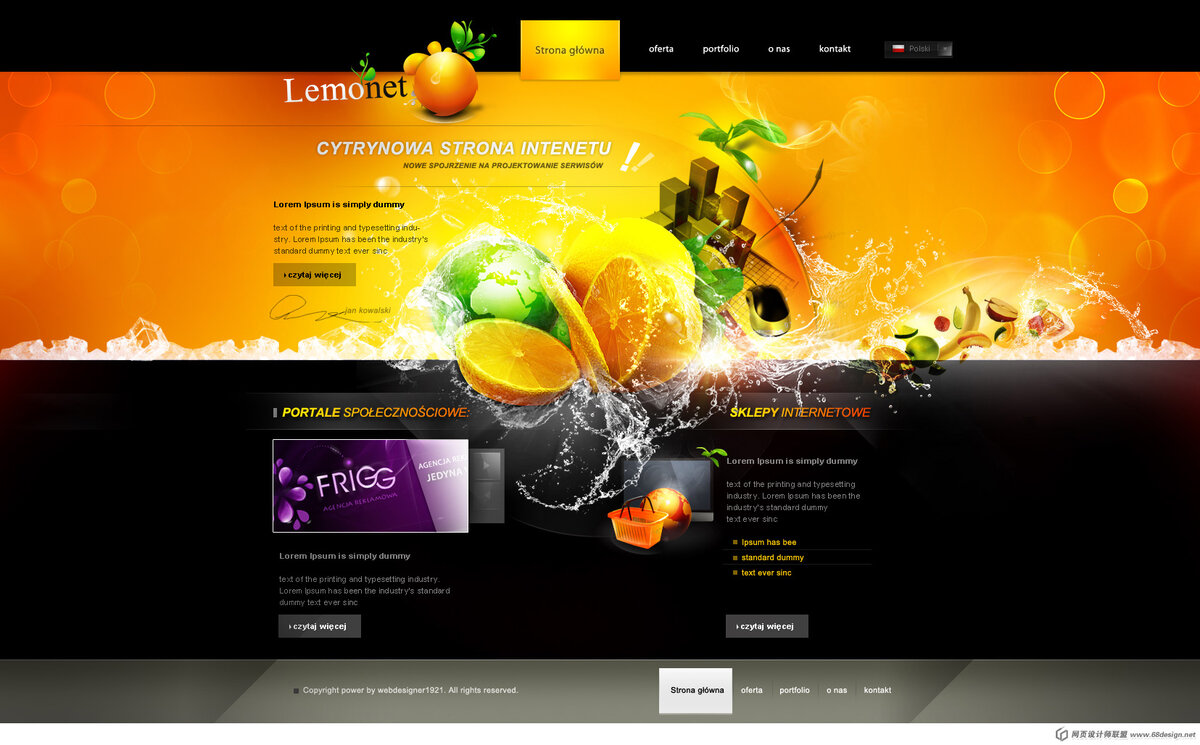 Strona główna
oferta
portfolio
o nas
kontakt
Polski
Lemonet
CYTRYNOWA STRONA INTENETU !!
NOWE SPOJRZENIE NA PROJEKTOWANIE SERWISÓW
Lorem Ipsum is simply dummy
text of the printing and typesetting indu-
stry. Lorem Ipsum has been the industry's
standard dummy text ever sinc
czytaj więcej
jan kowalski
PORTALE SPOŁECZNOŚCIOWE:
FRIGG
AGENCJA REKLAMOWA
AGENCJA REK
JEDYNA
Lorem Ipsum is simply dummy
text of the printing and typesetting industry.
Lorem Ipsum has been the industry's standard
dummy text ever sinc
czytaj więcej
SKLEPY INTERNETOWE
Lorem Ipsum is simply dummy
text of the printing and typesetting
industry. Lorem Ipsum has been the
industry's standard dummy
text ever sinc
Ipsum has bee
standard dummy
text ever sinc
czytaj więcej
Copyright power by webdesigner1921. All rights reserved.
Strona główna
oferta
portfolio
o nas
kontakt
网页设计师联盟 www.68design.net